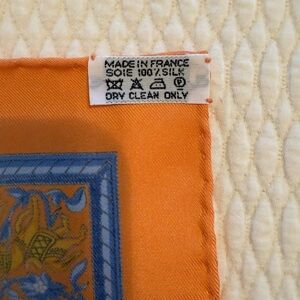 MADE IN FRANCE
SOIE 100% SILK
P
DRY CLEAN ONLY